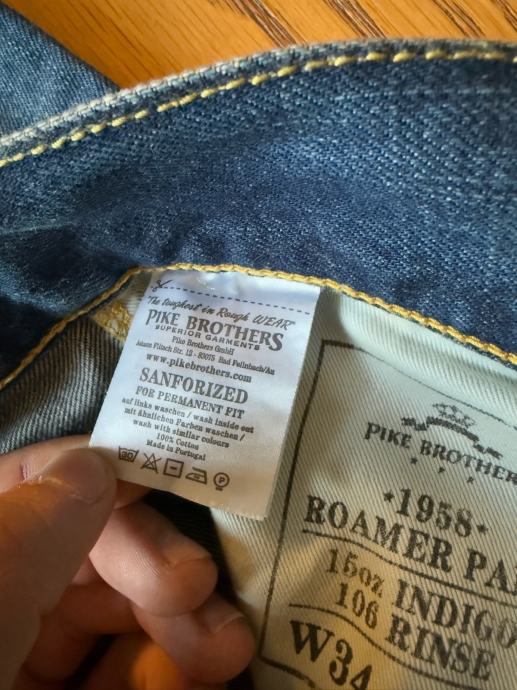 "The toughest in Rough WEAR"
PIKE BROTHERS
SUPERIOR GARMENTS
Pike Brothers GmbH
www.pikebrothers.com
SANFORIZED
FOR PERMANENT FIT
auf links waschen / wash inside out
mit ähnlichen Farben waschen /
wash with similar colours
100% Cotton
Made in Portugal
30
P
PIKE BROTHER
1958
ROAMER PA
15oz INDIGO
106 RINSE
W34